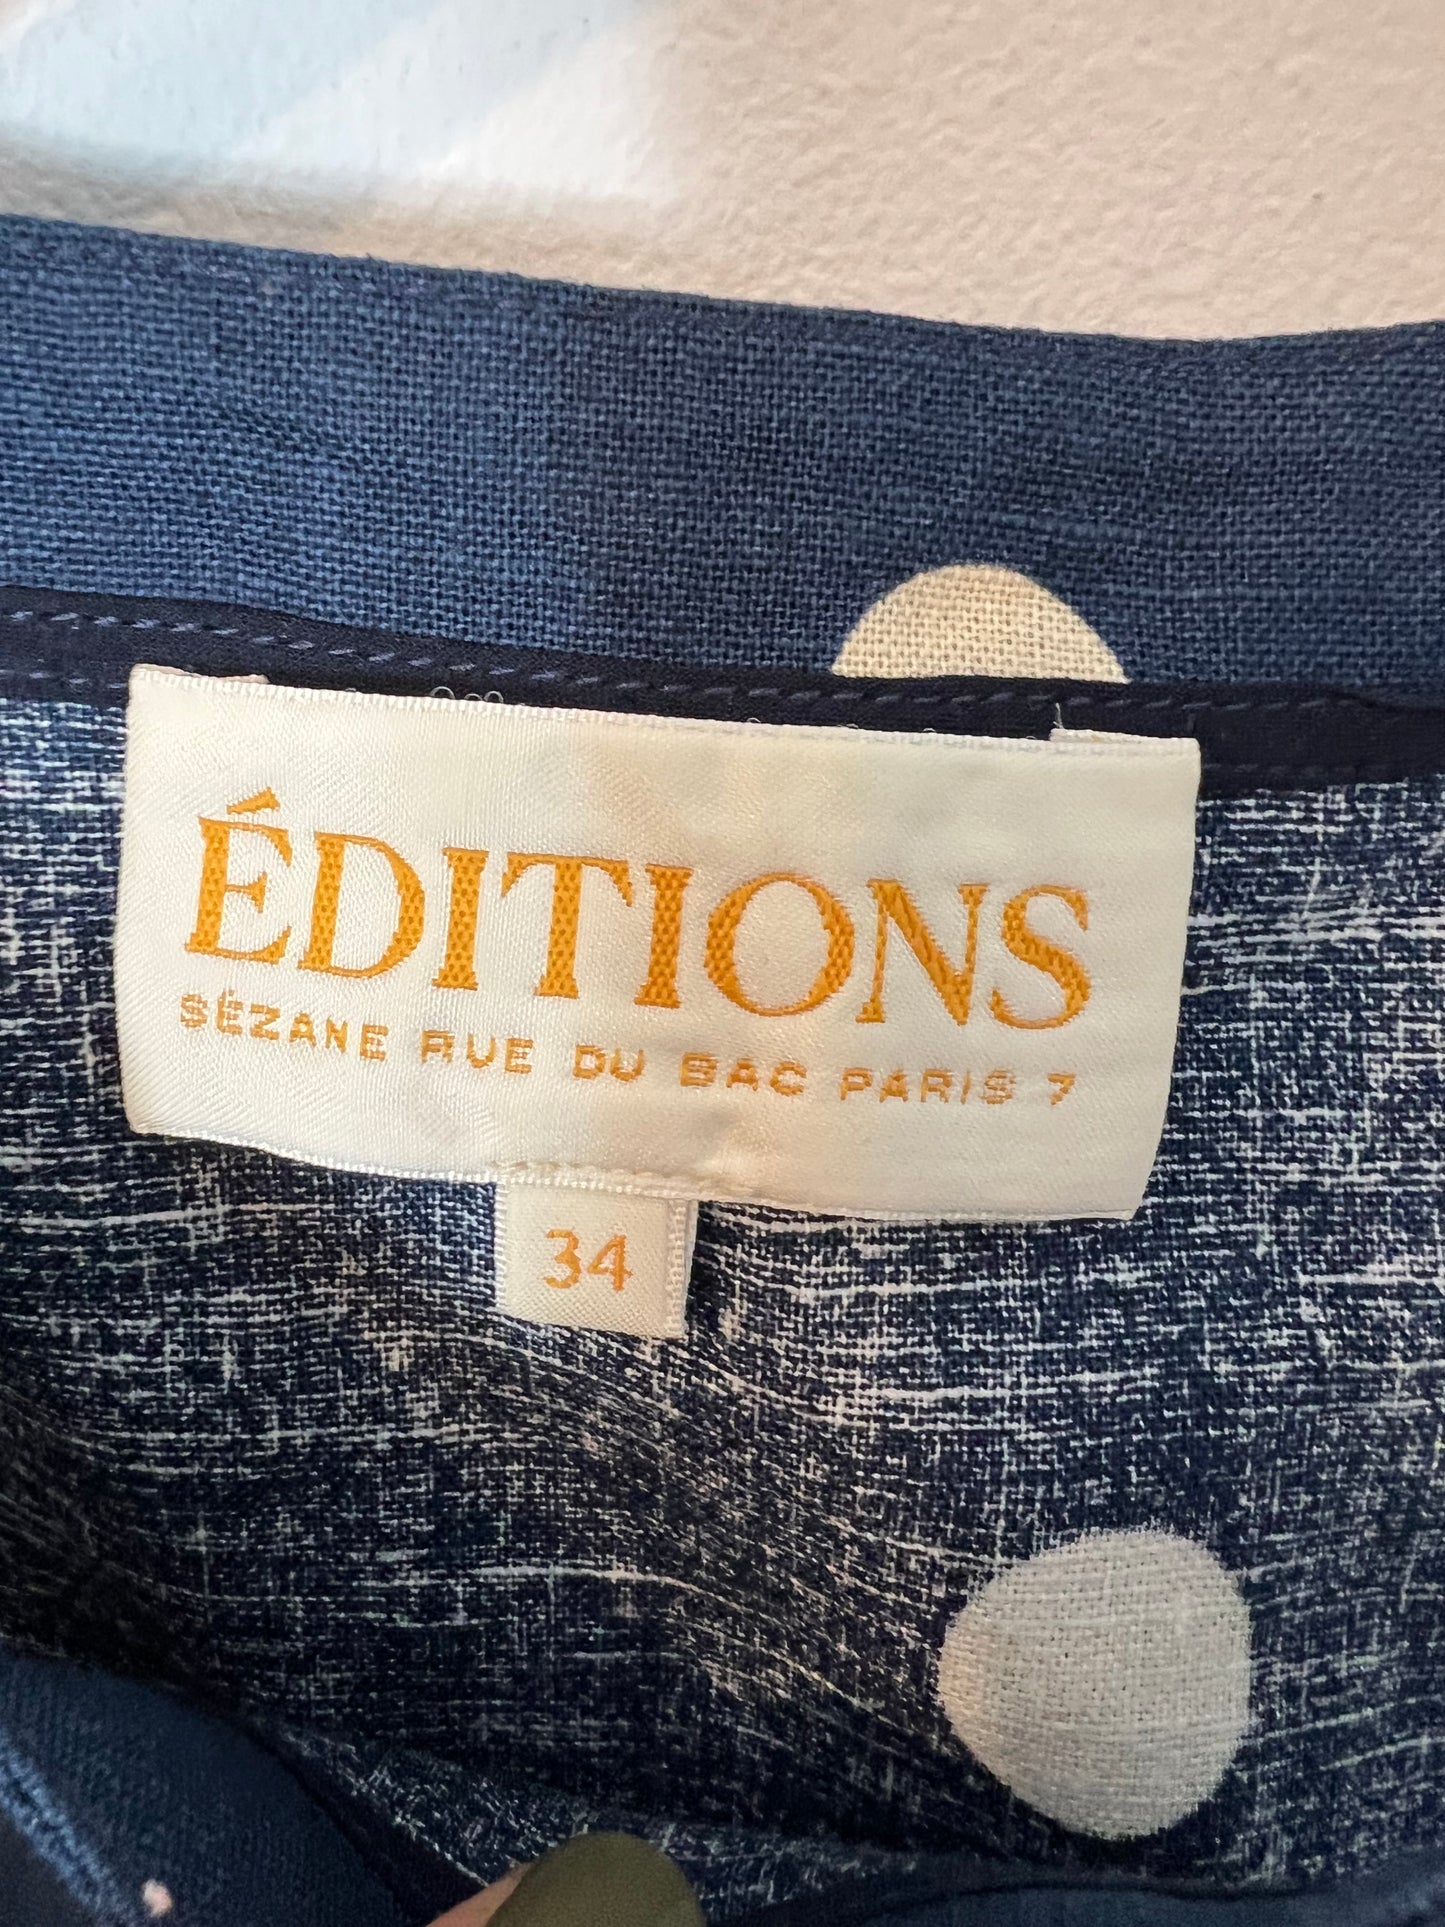 ÉDITIONS
SÉZANE RUE DU BAC PARIS 7
34